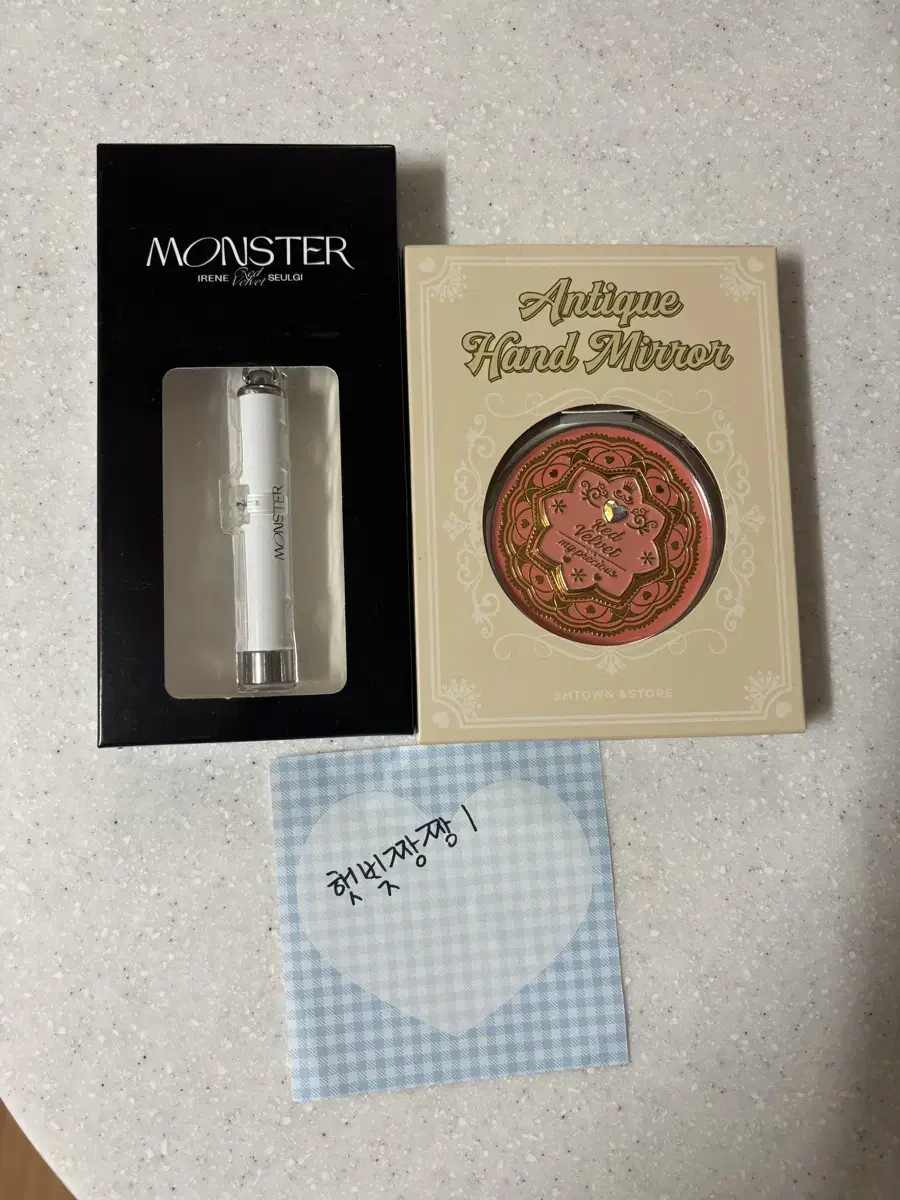 MONSTER
IRENE Red Velvet SEULGI
MONSTER
Antique
Hand Mirror
Red
Velvet
my precious
SMTOWN &STORE
햇빛짱짱1